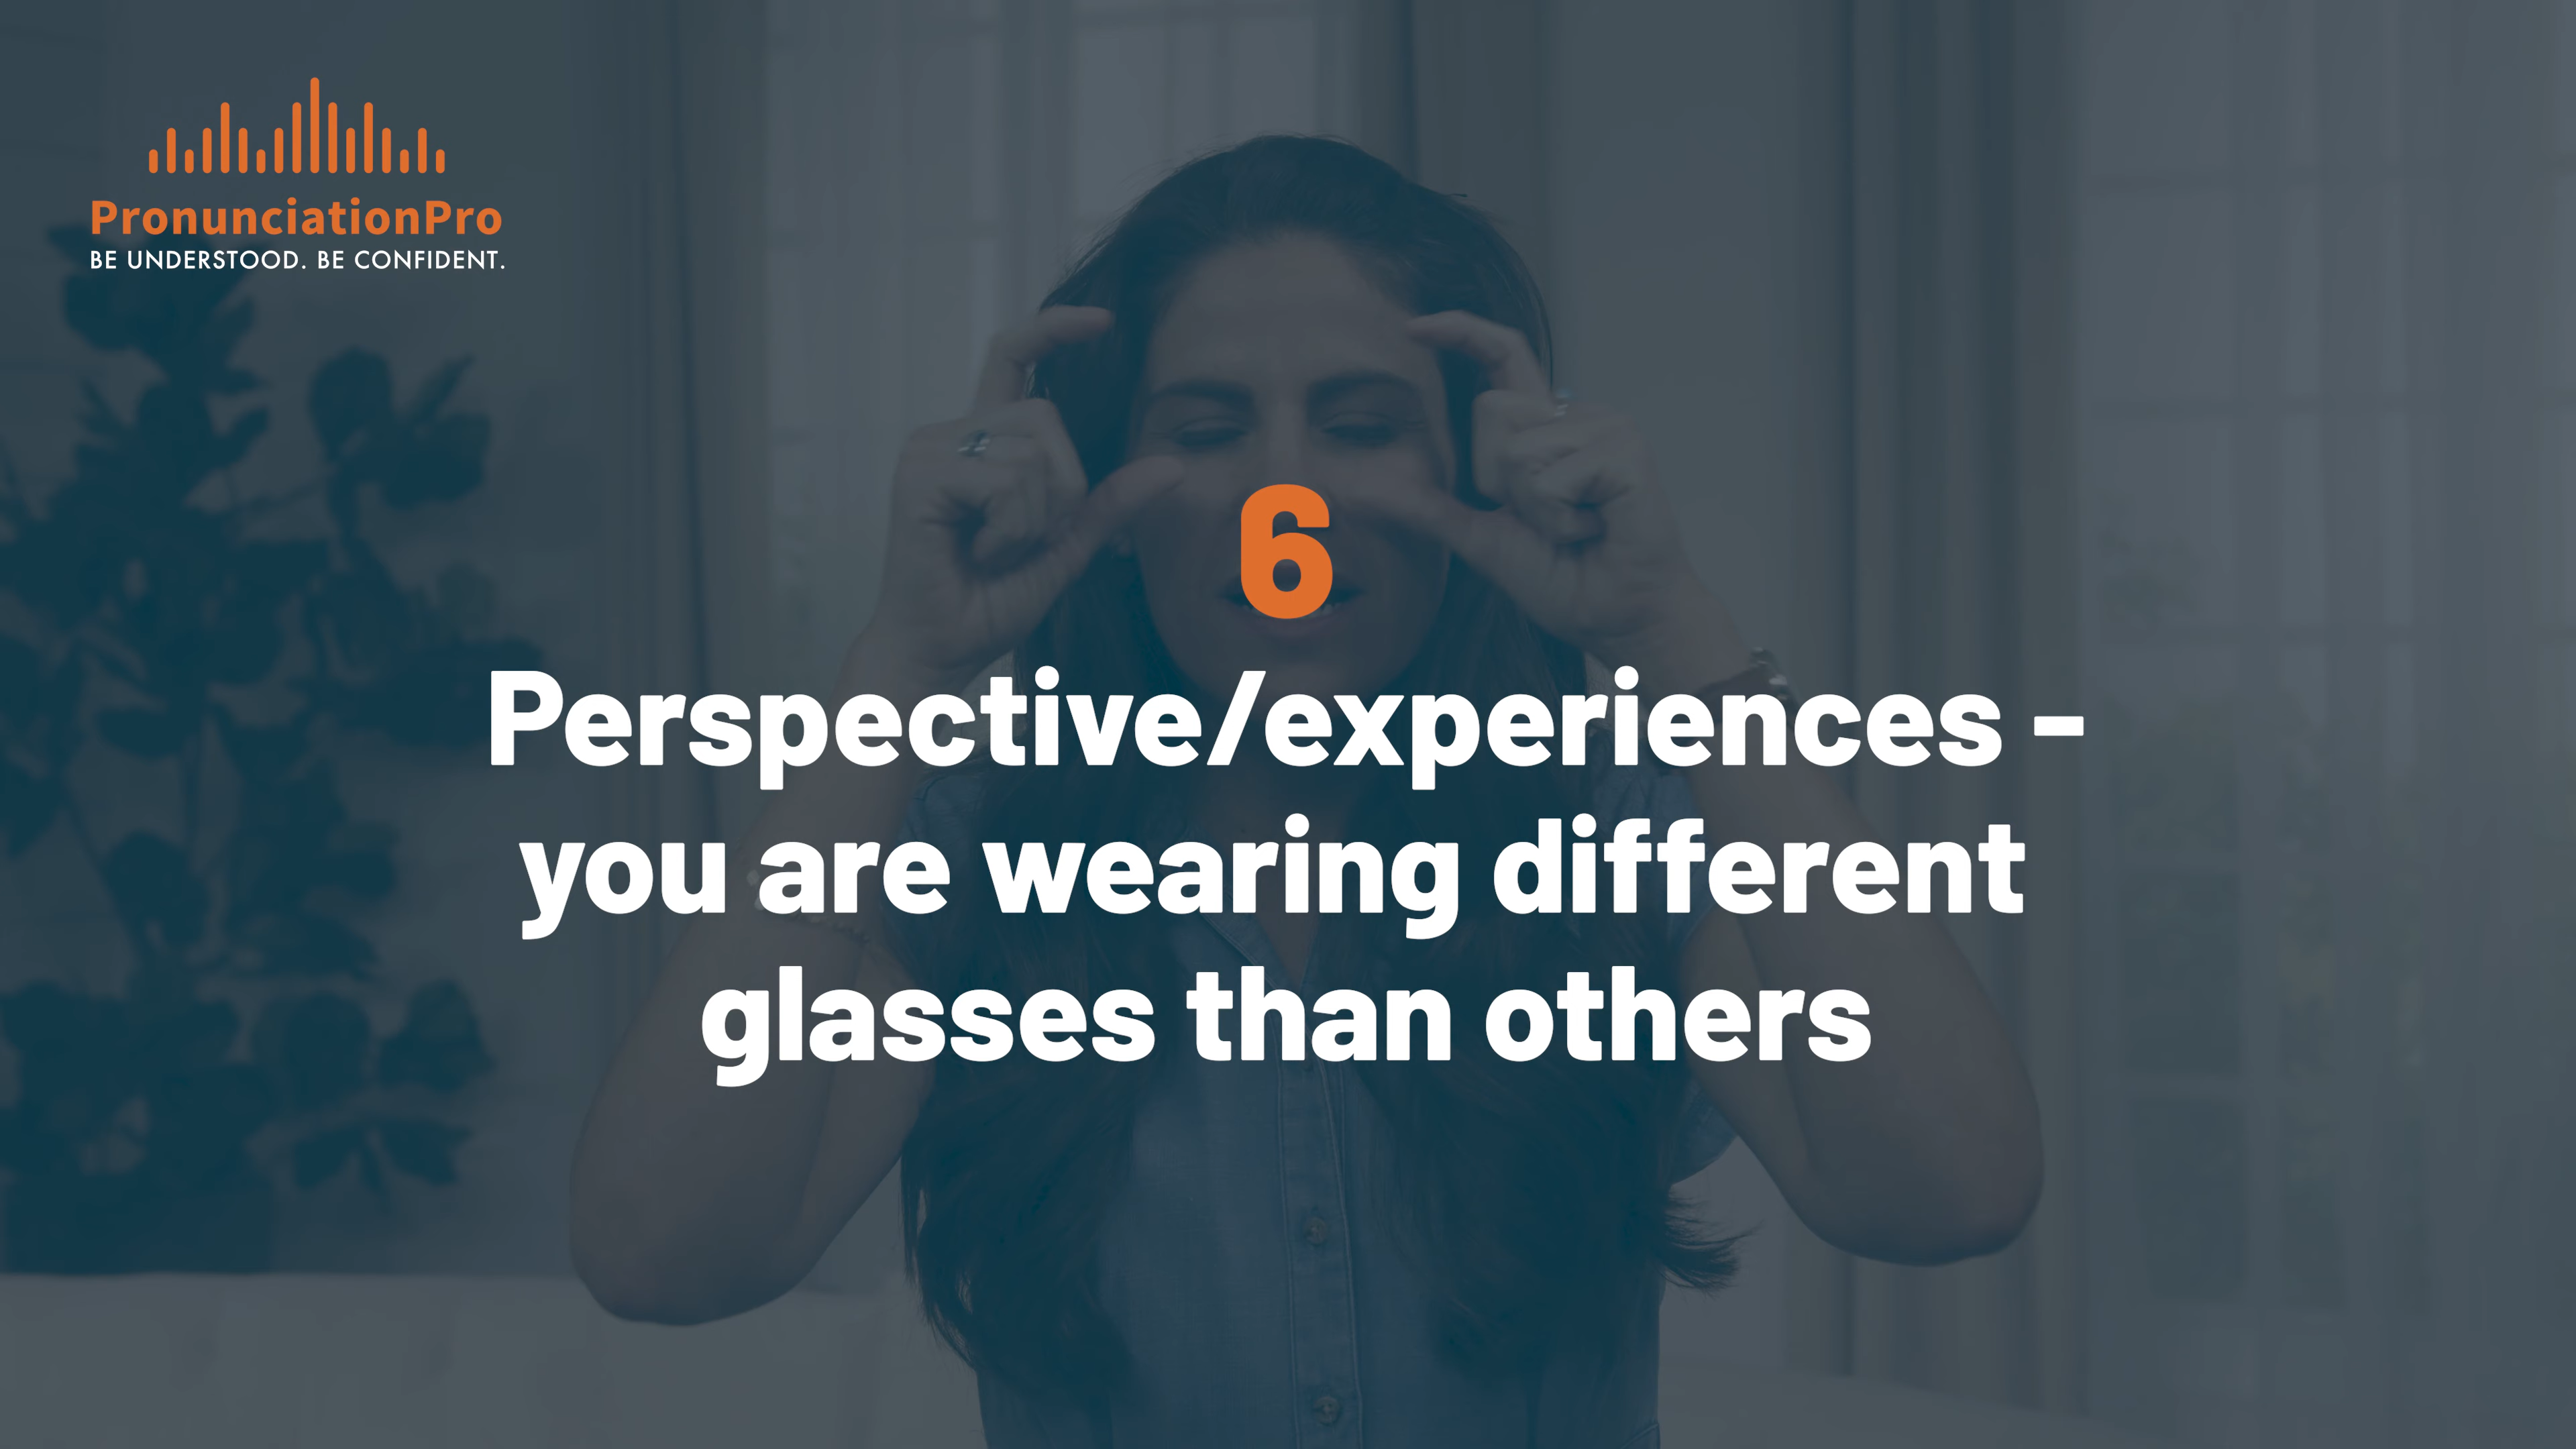 PronunciationPro
BE UNDERSTOOD. BE CONFIDENT.
6
Perspective/experiences -
you are wearing different
glasses than others